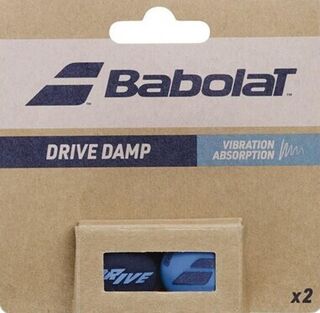 BABOLAT
DRIVE DAMP
VIBRATION
ABSORPTION
DRIVE
x2